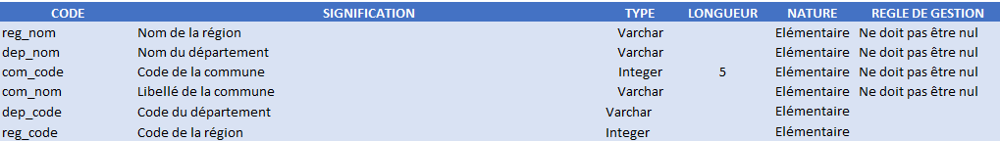 CODE SIGNIFICATION TYPE LONGUEUR NATURE REGLE DE GESTION
reg_nom Nom de la région Varchar Elémentaire Ne doit pas être nul
dep_nom Nom du département Varchar Elémentaire Ne doit pas être nul
com_code Code de la commune Integer 5 Elémentaire Ne doit pas être nul
com_nom Libellé de la commune Varchar Elémentaire Ne doit pas être nul
dep_code Code du département Varchar Elémentaire
reg_code Code de la région Integer Elémentaire